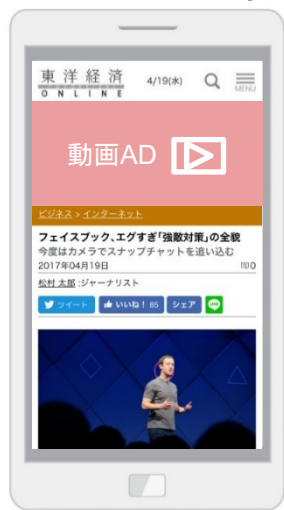 東洋経済
ONLINE
4/19(水)
MENU
動画AD
ビジネス > インターネット
フェイスブック、エグすぎ「強敵対策」の全貌
今度はカメラでスナップチャットを追い込む
2017年04月19日
0
松村 太郎 :ジャーナリスト
ツイート
いいね! 85
シェア
LINE